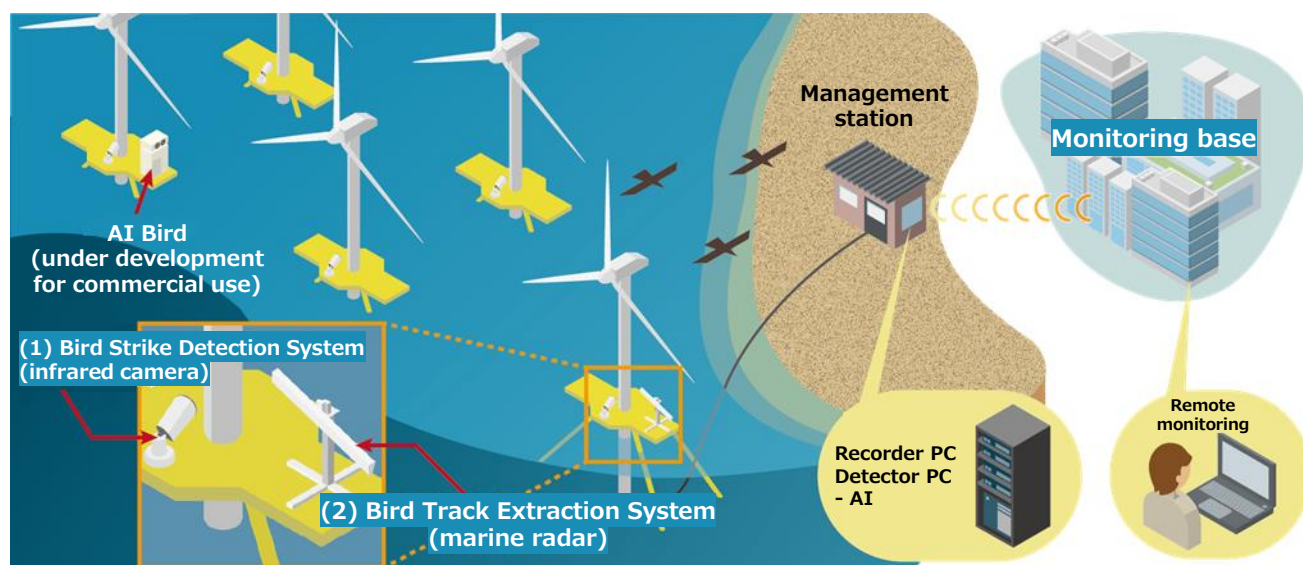 Management
station
Monitoring base
AI Bird
(under development
for commercial use)
(1) Bird Strike Detection System
(infrared camera)
(2) Bird Track Extraction System
(marine radar)
Recorder PC
Detector PC
- AI
Remote
monitoring